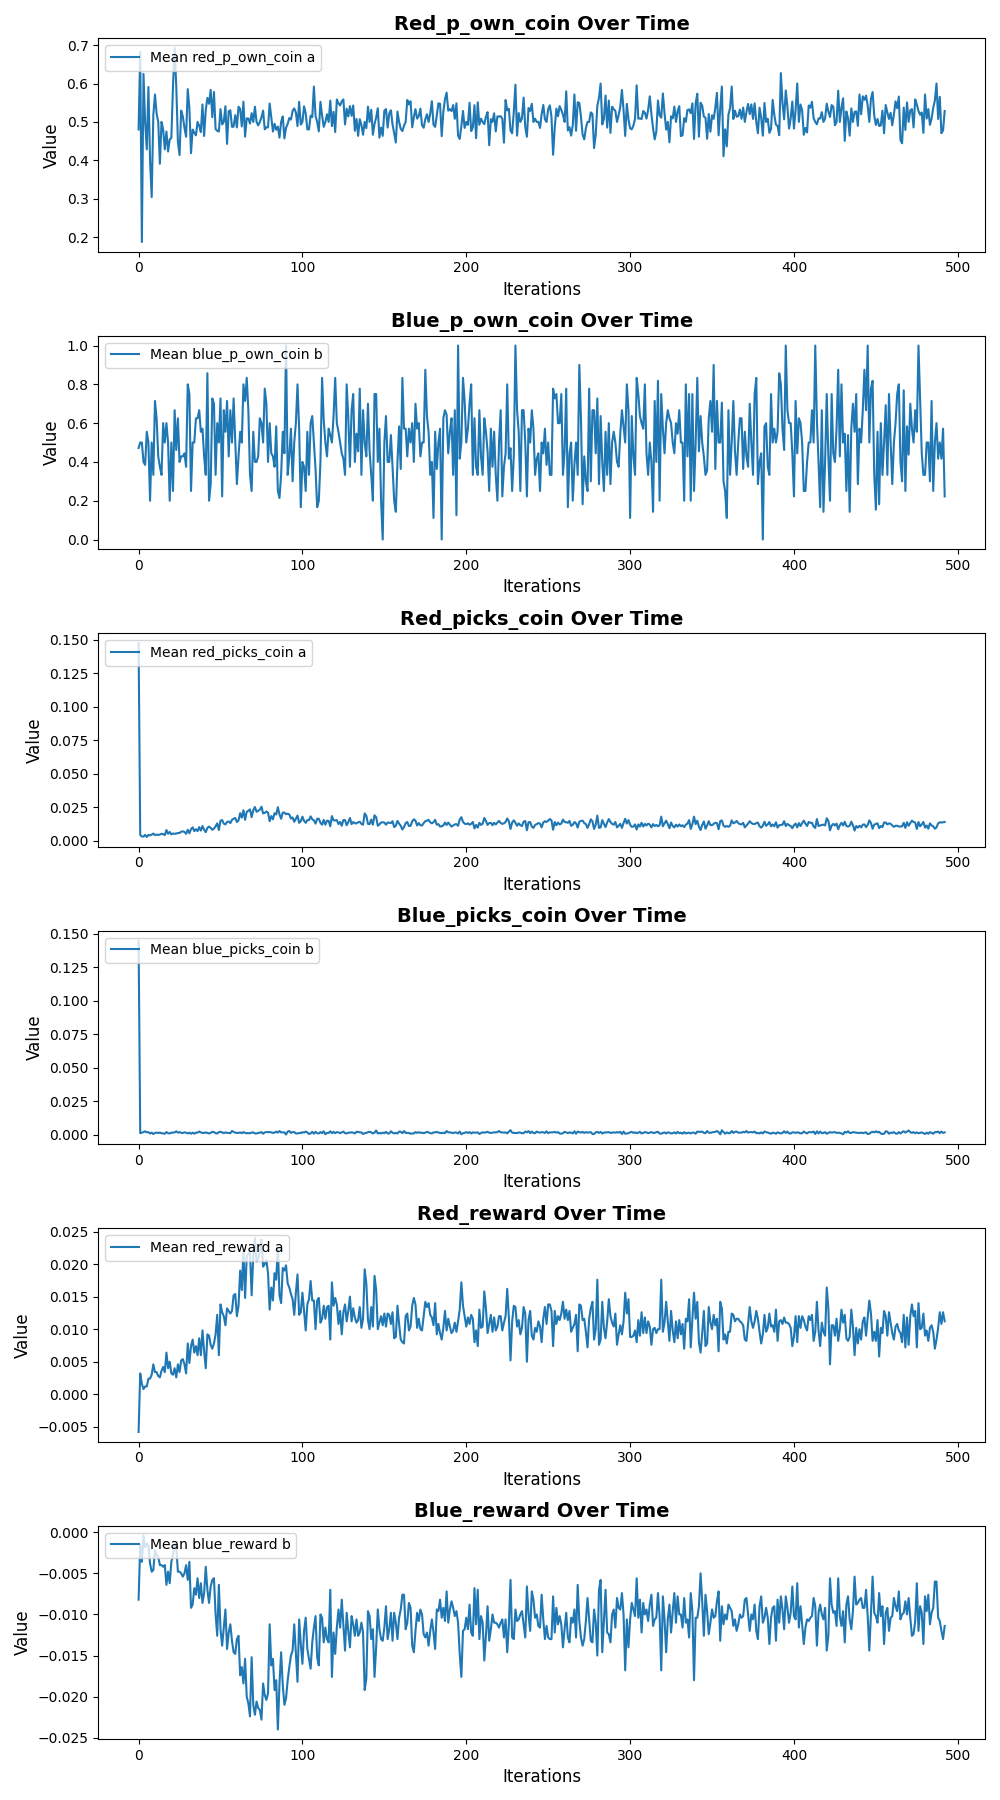 Red_p_own_coin Over Time
Mean red_p_own_coin a
0.7
0.6
0.5
0.4
0.3
0.2
Value
0 100 200 300 400 500
Iterations
Blue_p_own_coin Over Time
Mean blue_p_own_coin b
1.0
0.8
0.6
0.4
0.2
0.0
Value
0 100 200 300 400 500
Iterations
Red_picks_coin Over Time
Mean red_picks_coin a
0.150
0.125
0.100
0.075
0.050
0.025
0.000
Value
0 100 200 300 400 500
Iterations
Blue_picks_coin Over Time
Mean blue_picks_coin b
0.150
0.125
0.100
0.075
0.050
0.025
0.000
Value
0 100 200 300 400 500
Iterations
Red_reward Over Time
Mean red_reward a
0.025
0.020
0.015
0.010
0.005
0.000
−0.005
Value
0 100 200 300 400 500
Iterations
Blue_reward Over Time
Mean blue_reward b
0.000
−0.005
−0.010
−0.015
−0.020
−0.025
Value
0 100 200 300 400 500
Iterations